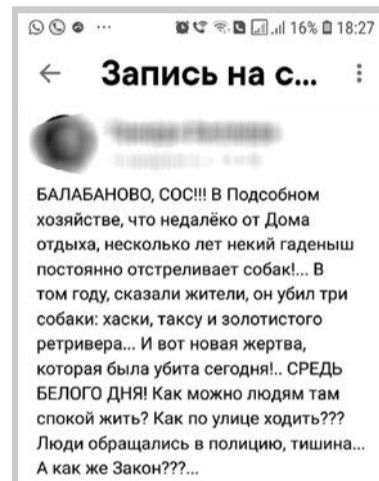 16% 18:27
Запись на с...
БАЛАБАНОВО, СОС!!! В Подсобном
хозяйстве, что недалёко от Дома
отдыха, несколько лет некий гаденыш
постоянно отстреливает собак!... В
том году, сказали жители, он убил три
собаки: хаски, таксу и золотистого
ретривера... И вот новая жертва,
которая была убита сегодня!.. СРЕДЬ
БЕЛОГО ДНЯ! Как можно людям там
спокой жить? Как по улице ходить???
Люди обращались в полицию, тишина...
А как же Закон???...